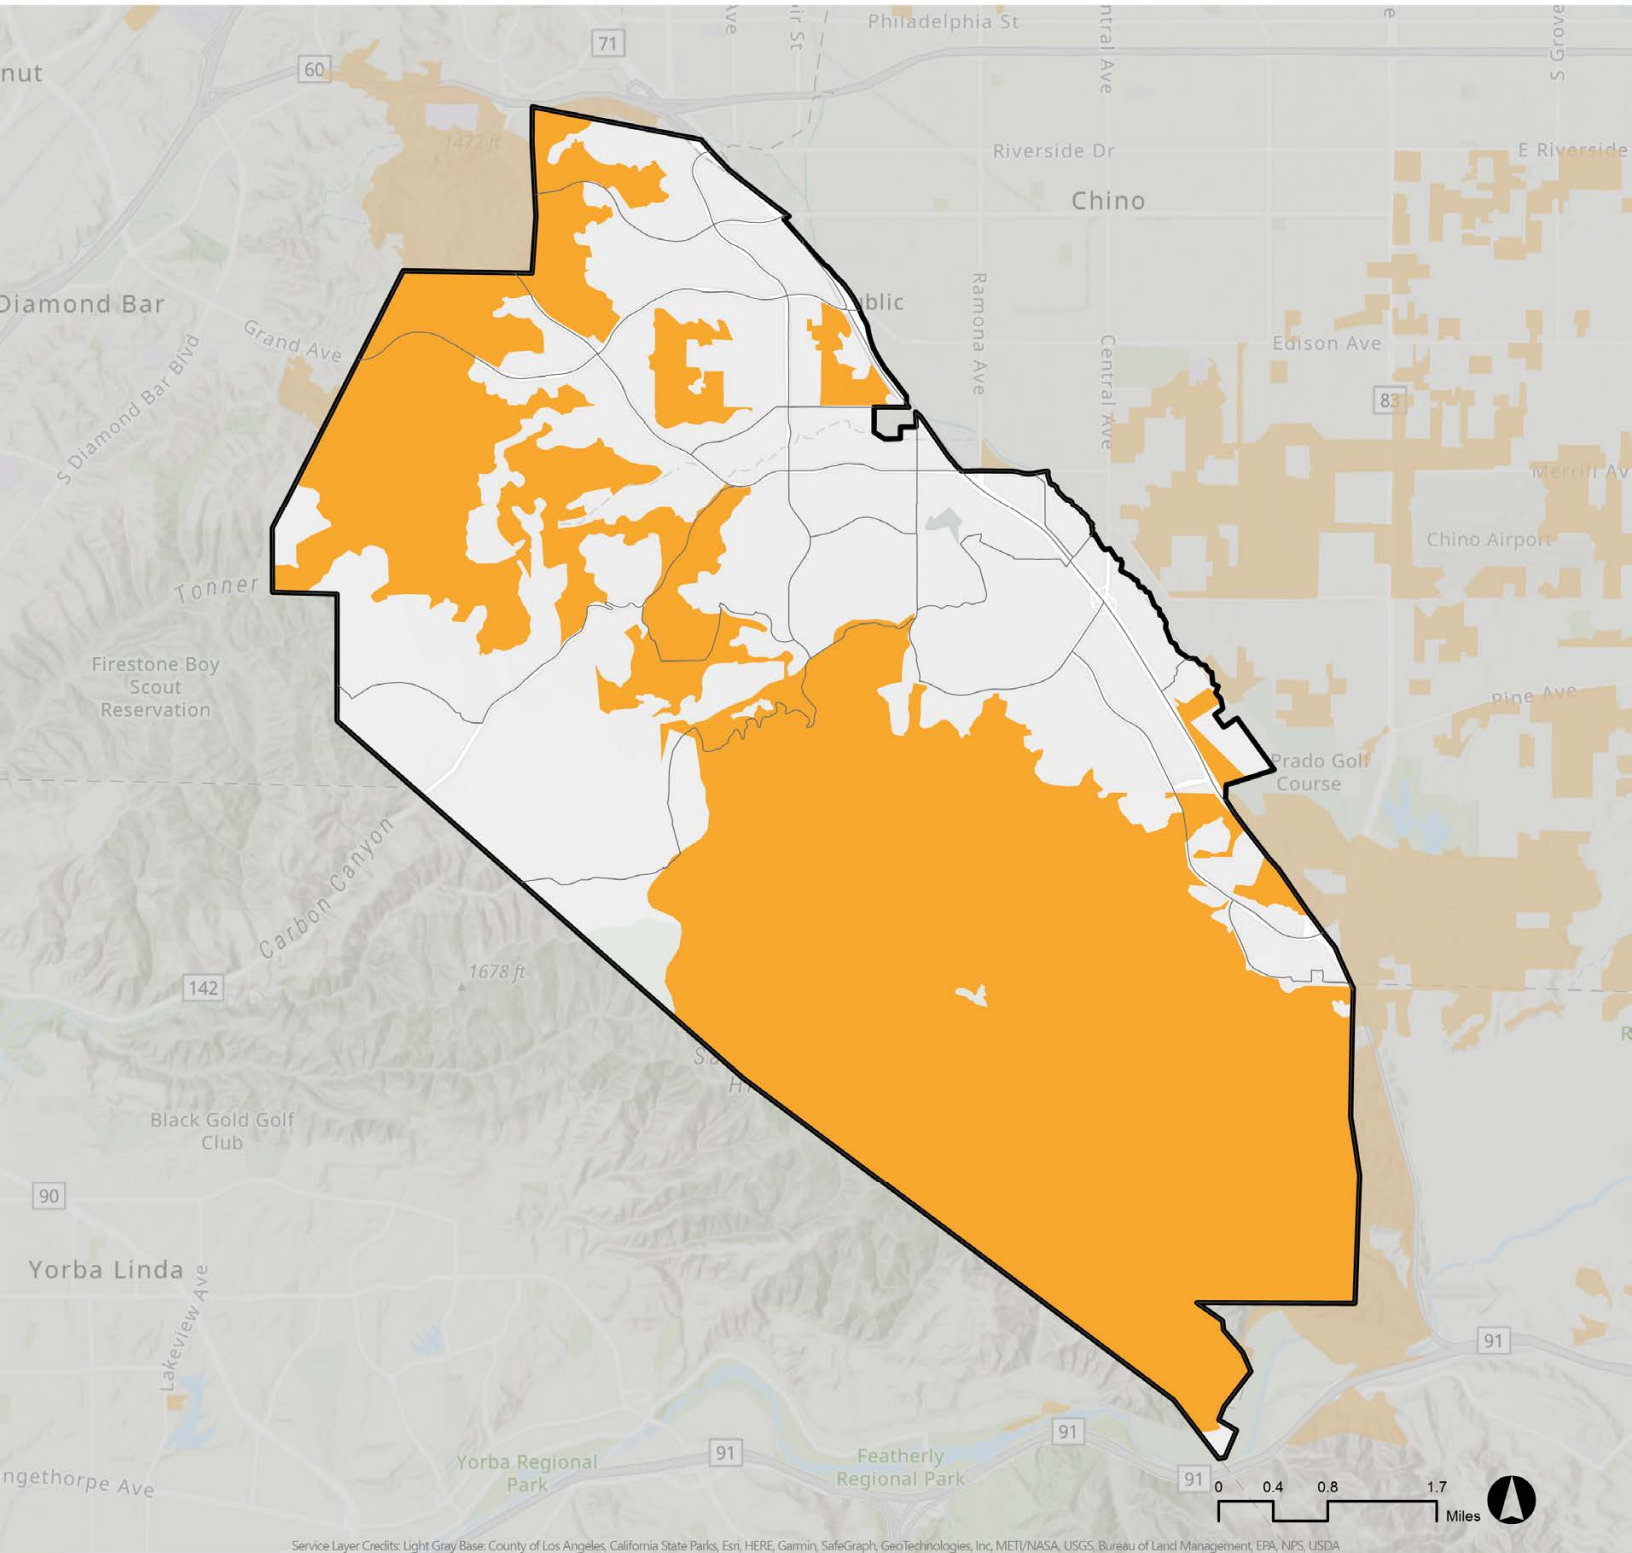 Philadelphia St
71
60
1472 ft
Riverside Dr
E Riverside
S Grove
Chino
Diamond Bar
Grand Ave
S Diamond Bar Blvd
Ramona Ave
Central Ave
Edison Ave
83
Merrill Av
Chino Airport
Tonner
Firestone Boy
Scout
Reservation
Pine Ave
Prado Golf
Course
Carbon Canyon
142
1678 ft
Black Gold Golf
Club
90
Yorba Linda
Lakeview Ave
91
91
91
91
Yorba Regional
Park
Featherly
Regional Park
ngethorpe Ave
0 0.4 0.8 1.7
Miles
Service Layer Credits: Light Gray Base: County of Los Angeles, California State Parks, Esri, HERE, Garmin, SafeGraph, GeoTechnologies, Inc, METI/NASA, USGS, Bureau of Land Management, EPA, NPS, USDA